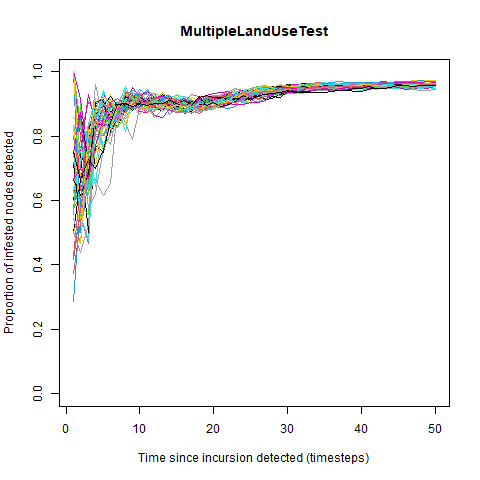 MultipleLandUseTest
Proportion of infested nodes detected
1.0
0.8
0.6
0.4
0.2
0.0
0 10 20 30 40 50
Time since incursion detected (timesteps)